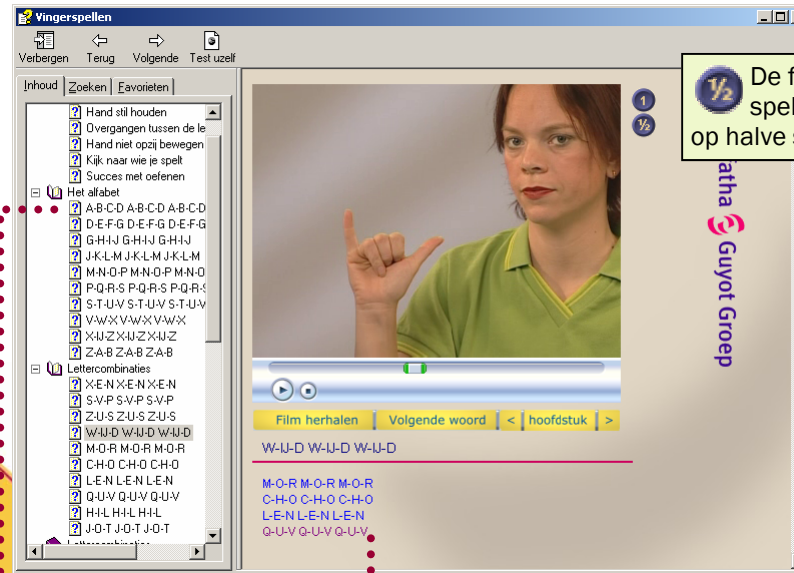 Vingerspellen
Verbergen Terug Volgende Test uzelf
Inhoud Zoeken Favorieten
Hand stil houden
Overgangen tussen de le
Hand niet opzij bewegen
Kijk naar wie je spelt
Succes met oefenen
Het alfabet
A-B-C-D A-B-C-D A-B-C-D
D-E-F-G D-E-F-G D-E-F-G
G-H-I-J G-H-I-J G-H-I-J
J-K-L-M J-K-L-M J-K-L-M
M-N-O-P M-N-O-P M-N-O
P-Q-R-S P-Q-R-S P-Q-R-S
S-T-U-V S-T-U-V S-T-U-V
V-W-X V-W-X V-W-X
X-IJ-Z X-IJ-Z X-IJ-Z
Z-A-B Z-A-B Z-A-B
Lettercombinaties
X-E-N X-E-N X-E-N
S-V-P S-V-P S-V-P
Z-U-S Z-U-S Z-U-S
W-IJ-D W-IJ-D W-IJ-D
M-O-R M-O-R M-O-R
C-H-O C-H-O C-H-O
L-E-N L-E-N L-E-N
Q-U-V Q-U-V Q-U-V
H-I-L H-I-L H-I-L
J-O-T J-O-T J-O-T
1
½
½ De f
spel
op halve s
atha Guyot Groep
Film herhalen Volgende woord < hoofdstuk >
W-IJ-D W-IJ-D W-IJ-D
M-O-R M-O-R M-O-R
C-H-O C-H-O C-H-O
L-E-N L-E-N L-E-N
Q-U-V Q-U-V Q-U-V